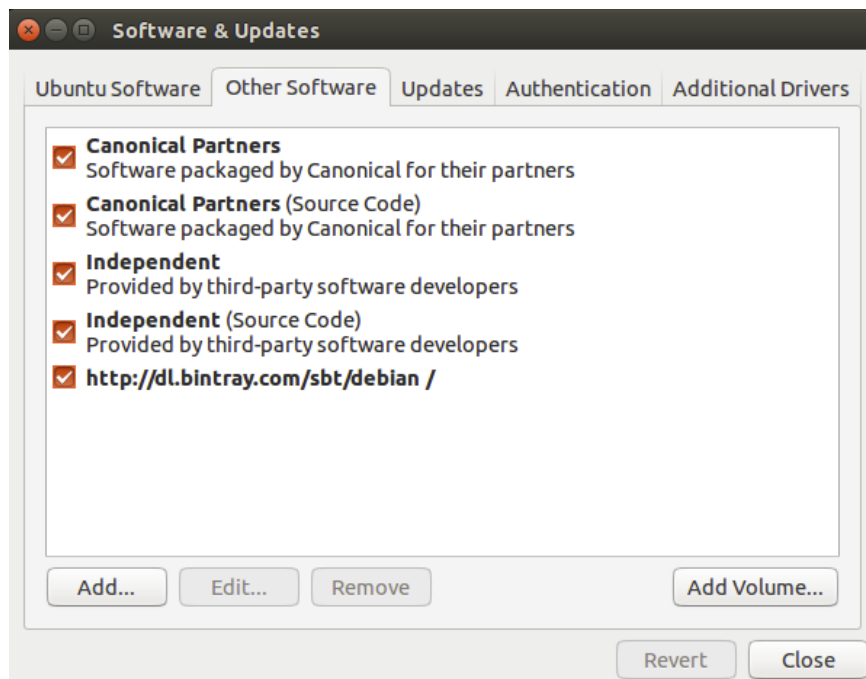 Software & Updates
Ubuntu Software Other Software Updates Authentication Additional Drivers
Canonical Partners
Software packaged by Canonical for their partners
Canonical Partners (Source Code)
Software packaged by Canonical for their partners
Independent
Provided by third-party software developers
Independent (Source Code)
Provided by third-party software developers
http://dl.bintray.com/sbt/debian /
Add... Edit... Remove Add Volume...
Revert Close